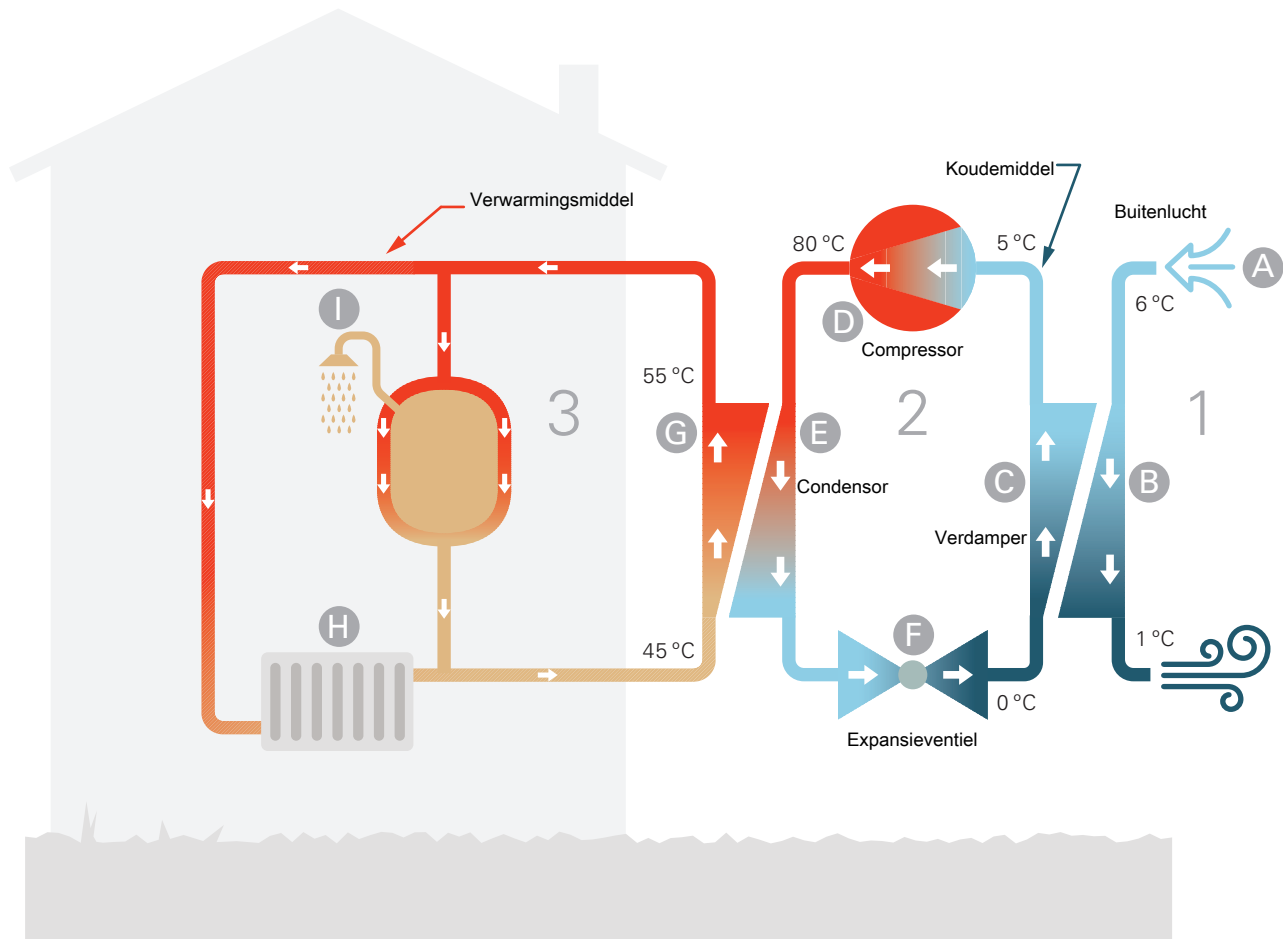 Koudemiddel
Verwarmingsmiddel
Buitenlucht
80 °C
5 °C
A
6 °C
I
D
Compressor
55 °C
3
G
E
2
1
Condensor
C
B
Verdamper
H
F
45 °C
1 °C
0 °C
Expansieventiel